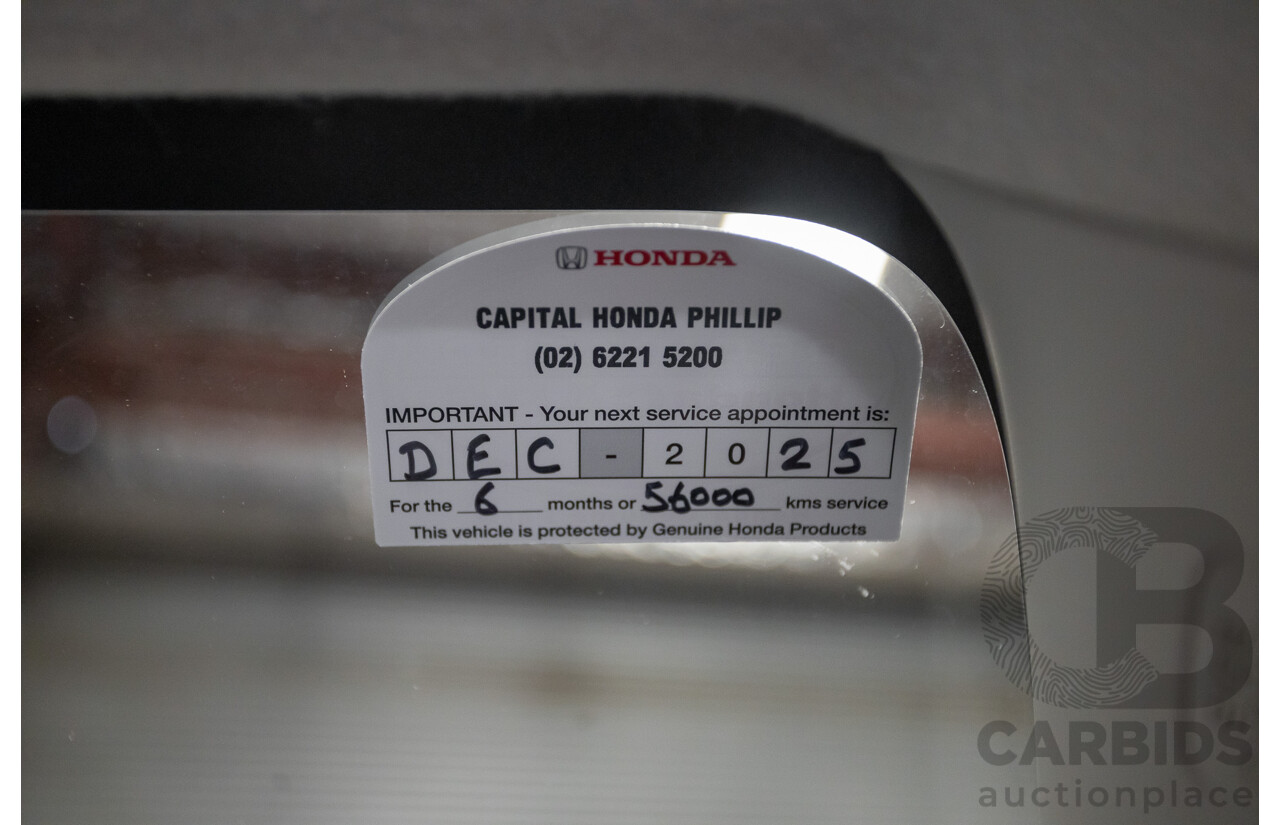 HONDA
CAPITAL HONDA PHILLIP
(02) 6221 5200
IMPORTANT - Your next service appointment is:
DEC - 2025
For the 6 months or 56000 kms service
This vehicle is protected by Genuine Honda Products
CB
CARBIDS
auctionplace